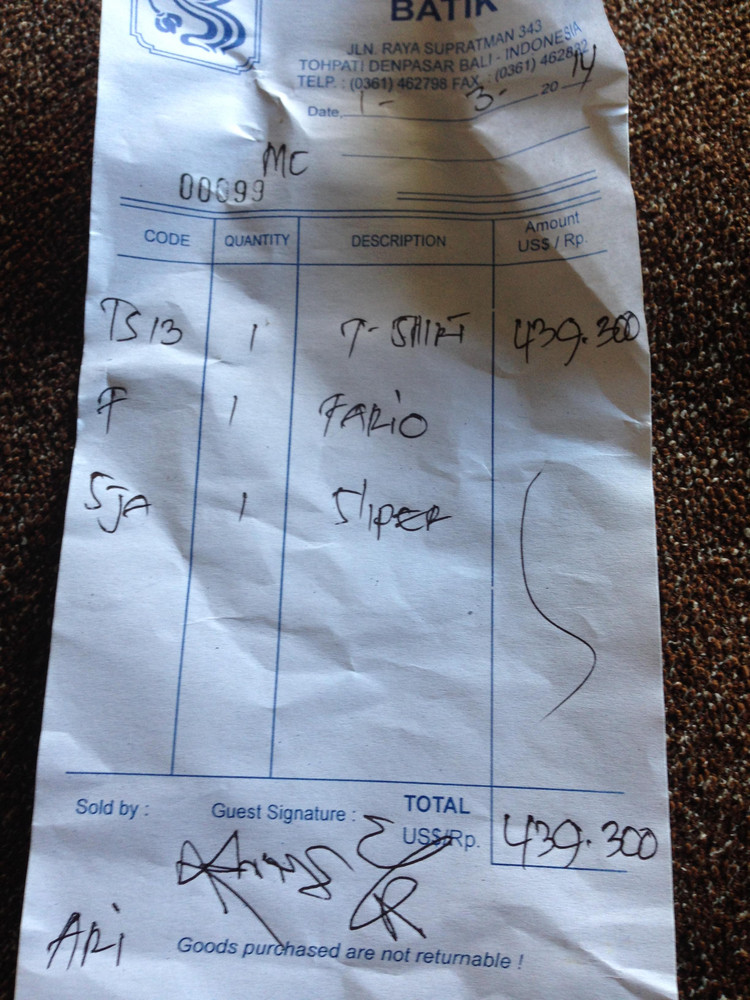 BATIK
JLN. RAYA SUPRATMAN 343
TOHPATI DENPASAR BALI - INDONESIA
TELP. : (0361) 462798 FAX. : (0361) 462882
Date, 1 - 3 - 20 14
MC
00099
CODE QUANTITY DESCRIPTION Amount US$ / Rp.
TS13 1 T-SHIRT 439.300
F 1 FARIO
SJA 1 SlipER
Sold by : Guest Signature : TOTAL
US$/Rp. 439.300
ARi
Goods purchased are not returnable !